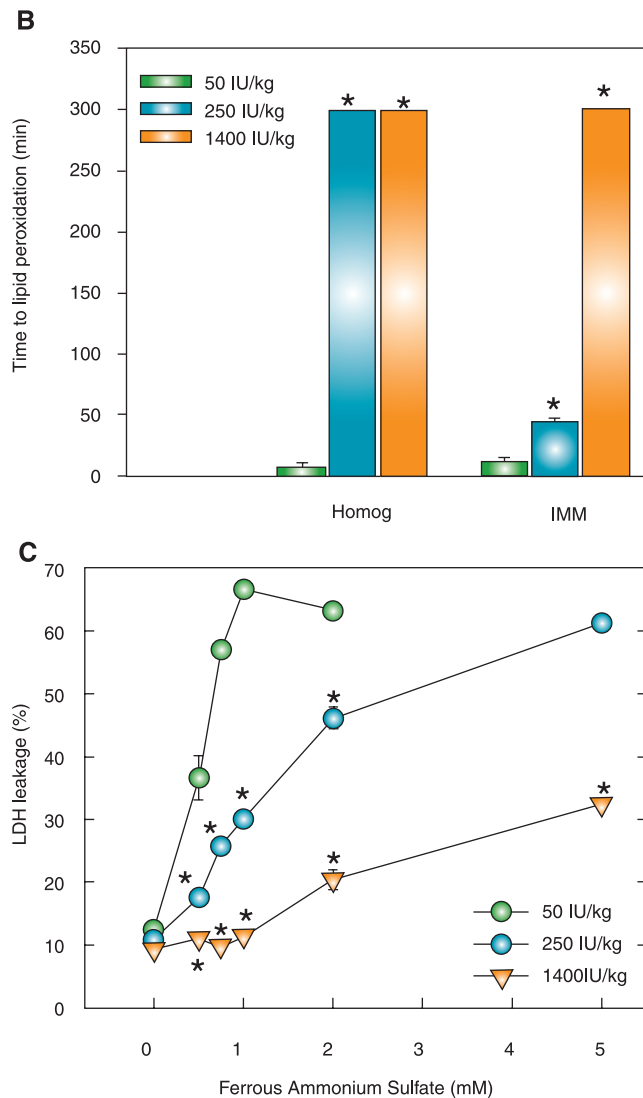 B
Time to lipid peroxidation (min)
350
300
250
200
150
100
50
0
50 IU/kg
250 IU/kg
1400 IU/kg
*
*
*
*
Homog
IMM
C
LDH leakage (%)
70
60
50
40
30
20
10
0
*
*
*
*
*
*
*
*
*
50 IU/kg
250 IU/kg
1400IU/kg
0
1
2
3
4
5
Ferrous Ammonium Sulfate (mM)